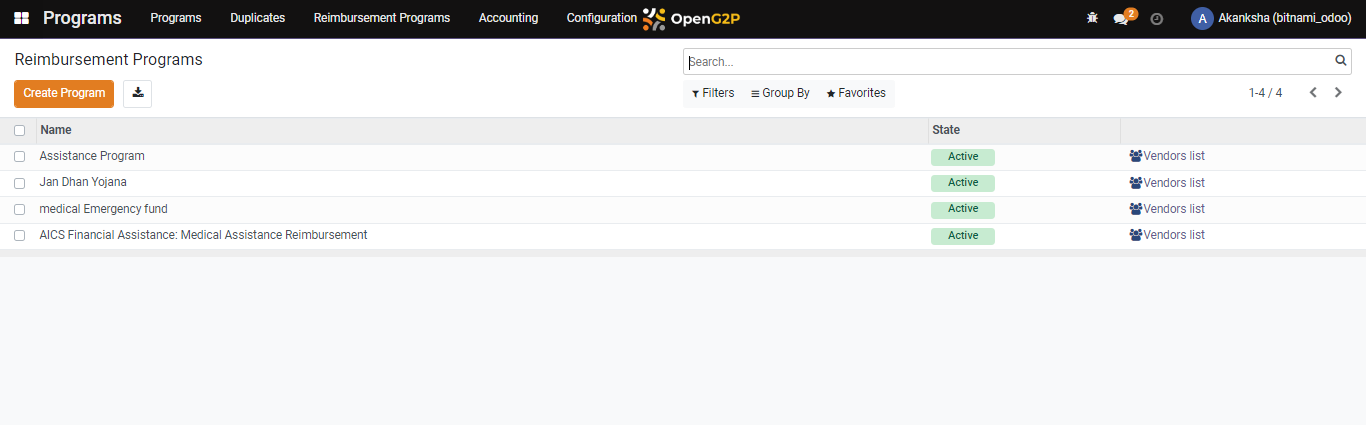 Programs Programs Duplicates Reimbursement Programs Accounting Configuration OpenG2P 2 A Akanksha (bitnami_odoo)
Reimbursement Programs Search...
Create Program Filters Group By Favorites 1-4 / 4
Name State
Assistance Program Active Vendors list
Jan Dhan Yojana Active Vendors list
medical Emergency fund Active Vendors list
AICS Financial Assistance: Medical Assistance Reimbursement Active Vendors list